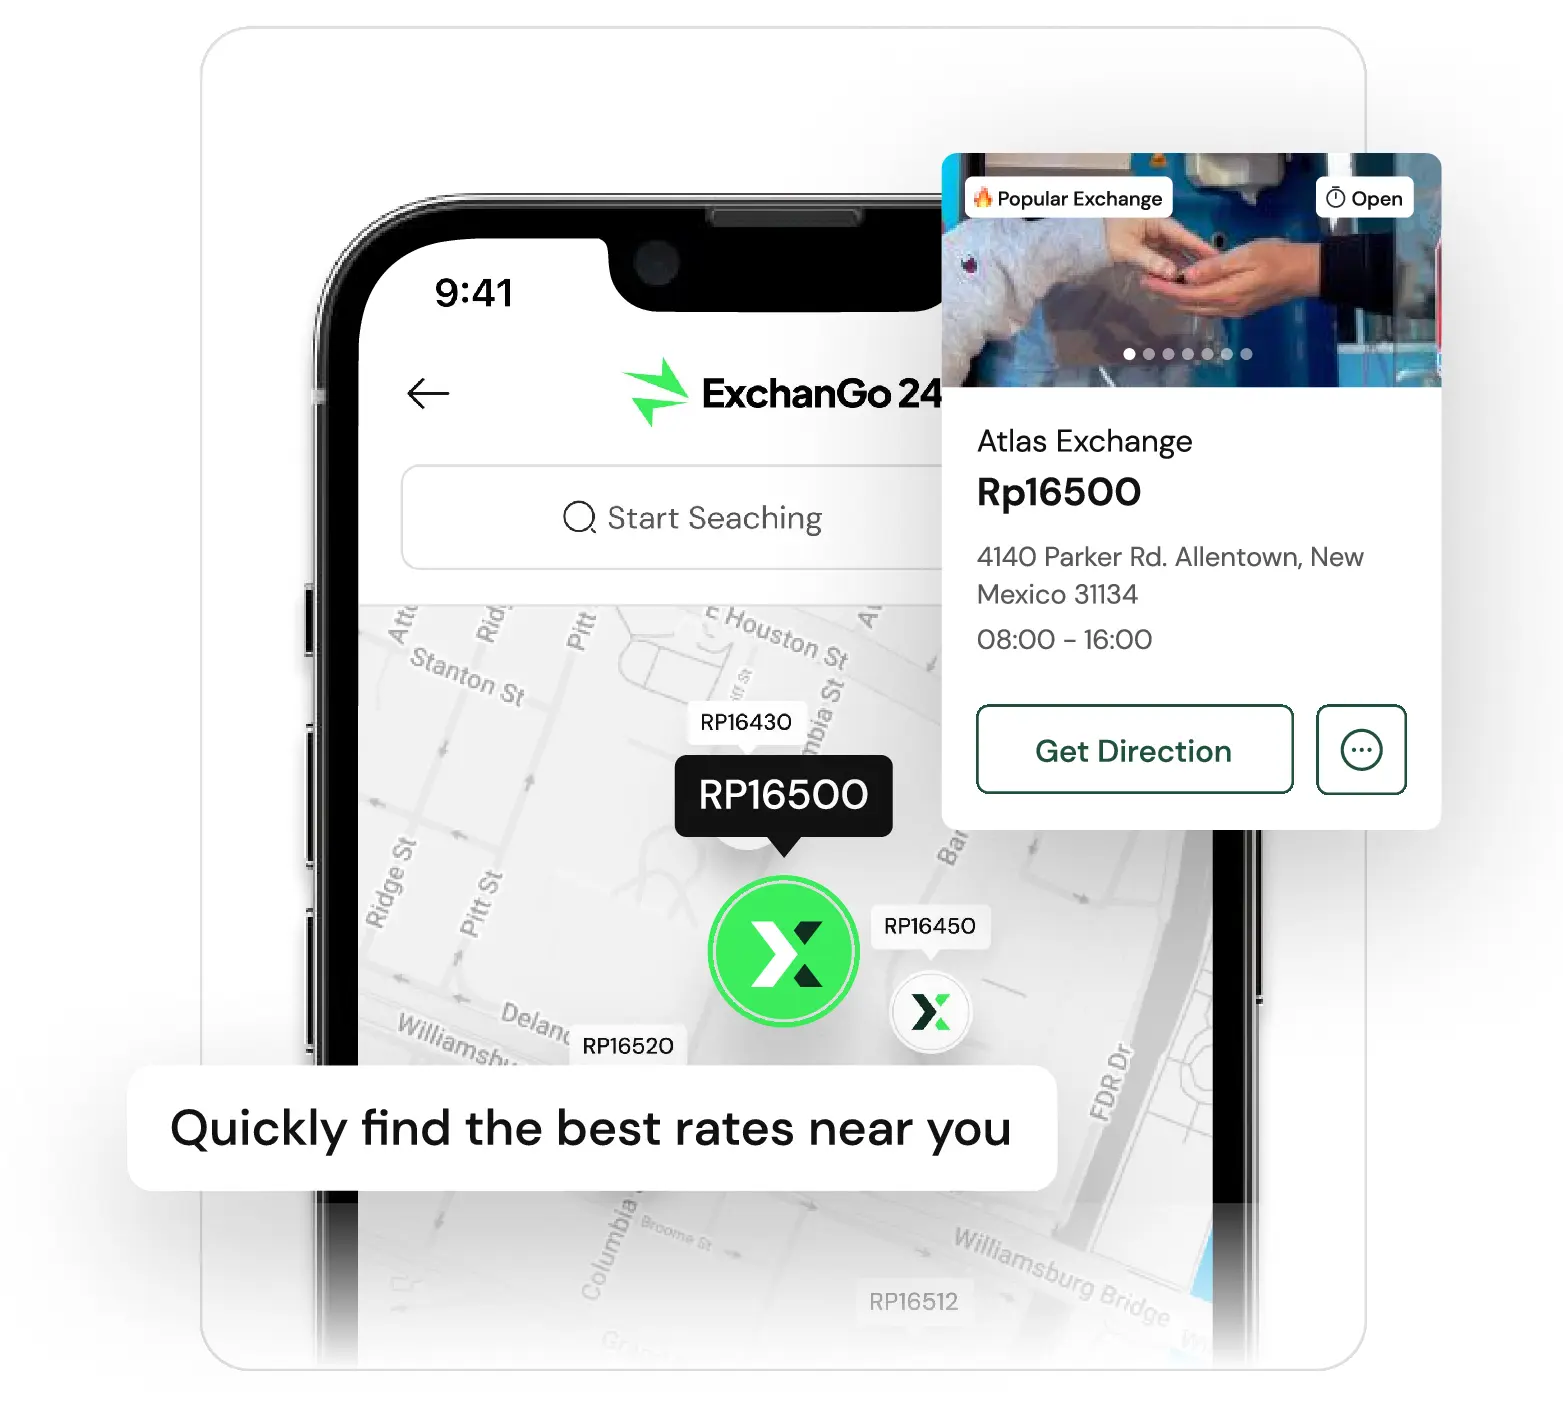 Popular Exchange
Open
9:41
ExchanGo 24
Start Seaching
Atlas Exchange
Rp16500
4140 Parker Rd. Allentown, New
Mexico 31134
08:00 - 16:00
Get Direction
Stanton St
Pitt
E Houston St
RP16430
RP16500
Ridge St
Pitt St
RP16450
RP16520
FDR Dr
Quickly find the best rates near you
Columbia
Broome St
Williamsburg Bridge
RP16512